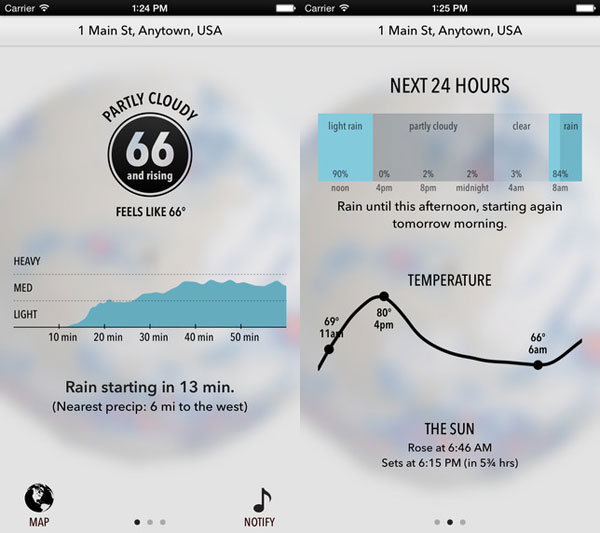 Carrier 1:24 PM
1 Main St, Anytown, USA
PARTLY CLOUDY
66
and rising
FEELS LIKE 66°
HEAVY
MED
LIGHT
10 min 20 min 30 min 40 min 50 min
Rain starting in 13 min.
(Nearest precip: 6 mi to the west)
MAP
NOTIFY
Carrier 1:25 PM
1 Main St, Anytown, USA
NEXT 24 HOURS
light rain partly cloudy clear rain
90% 0% 2% 2% 3% 84%
noon 4pm 8pm midnight 4am 8am
Rain until this afternoon, starting again
tomorrow morning.
TEMPERATURE
69°
11am
80°
4pm
66°
6am
THE SUN
Rose at 6:46 AM
Sets at 6:15 PM (in 5¾ hrs)